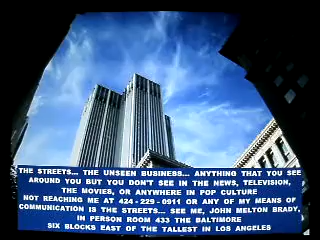 THE STREETS... THE UNSEEN BUSINESS... ANYTHING THAT YOU SEE
AROUND YOU BUT YOU DON'T SEE IN THE NEWS, TELEVISION,
THE MOVIES, OR ANYWHERE IN POP CULTURE
NOT REACHING ME AT 424-229-0911 OR ANY OF MY MEANS OF
COMMUNICATION IS THE STREETS... SEE ME, JOHN MELTON BRADY,
IN PERSON ROOM 433 THE BALTIMORE
SIX BLOCKS EAST OF THE TALLEST IN LOS ANGELES